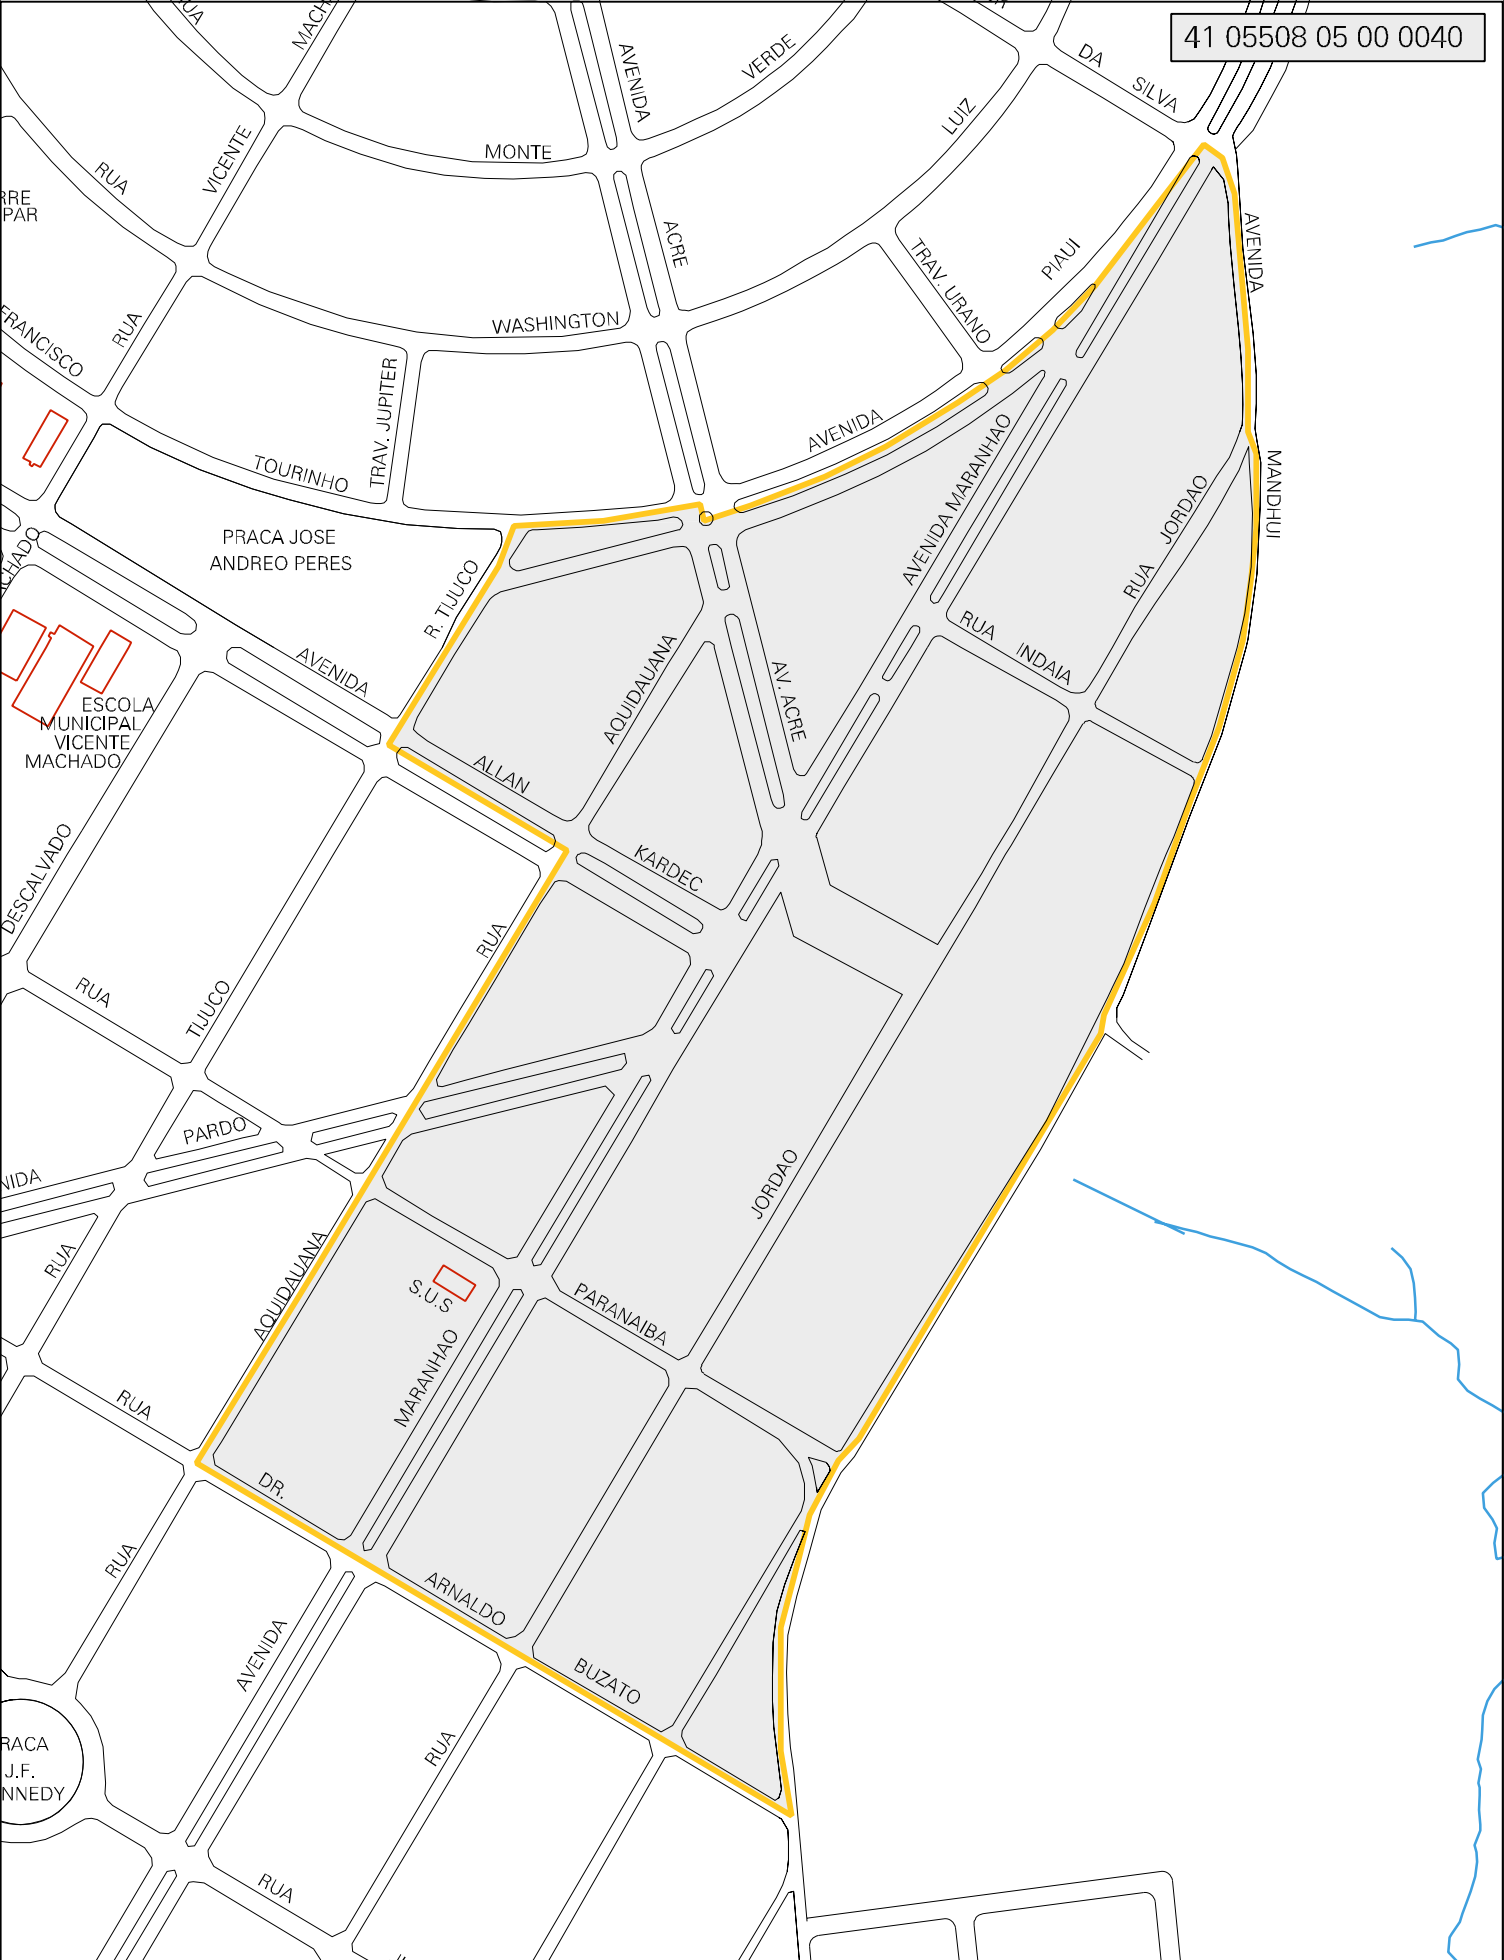 41 05508 05 00 0040
DA
SILVA
AVENIDA
VERDE
LUIZ
MONTE
VICENTE
RUA
ACRE
TRAV. URANO
PIAUI
AVENIDA
WASHINGTON
RUA
FRANCISCO
TRAV. JUPITER
AVENIDA
TOURINHO
AVENIDA MARANHAO
MANDHUI
JORDAO
RUA
PRACA JOSE
ANDREO PERES
R. TIJUCO
RUA
INDAIA
AVENIDA
AQUIDAUANA
AV. ACRE
ESCOLA
MUNICIPAL
VICENTE
MACHADO
ALLAN
KARDEC
DESCALVADO
RUA
RUA
TIJUCO
PARDO
JORDAO
RUA
AQUIDAUANA
S.U.S
PARANAIBA
MARANHAO
RUA
DR.
RUA
ARNALDO
AVENIDA
BUZATO
RUA
RACA
J.F.
NNEDY
RUA